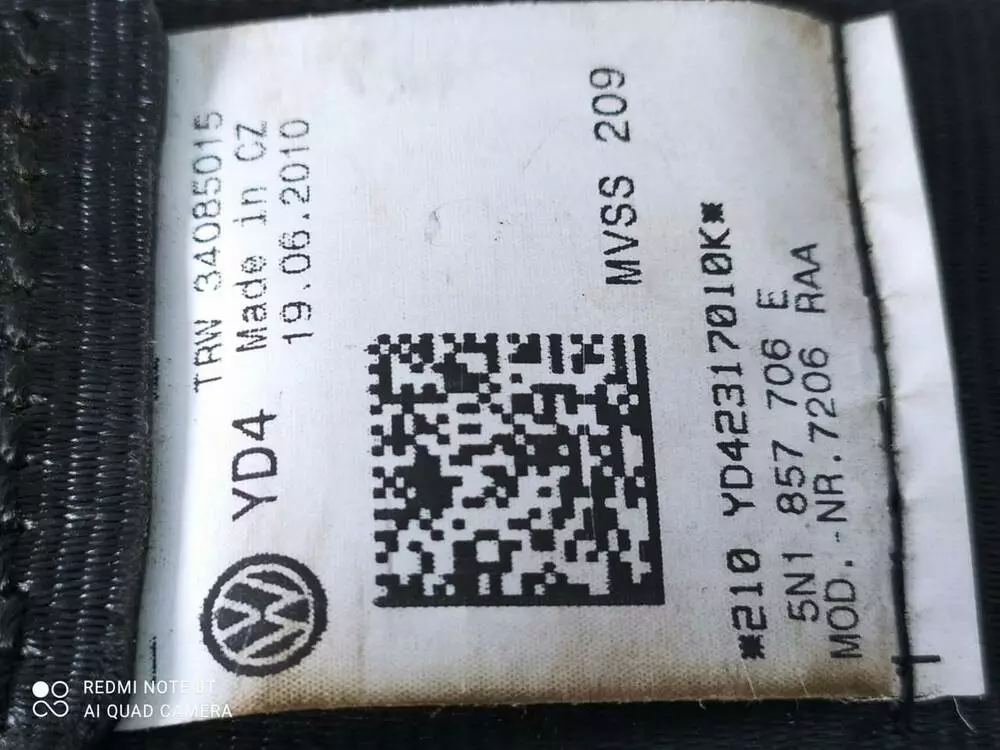 YD4
TRW 34085015
Made in CZ
19.06.2010
MVSS 209
*210 YD42317010K*
5N1 857 706 E
MOD.-NR.7206 RAA
REDMI NOTE 8T
AI QUAD CAMERA